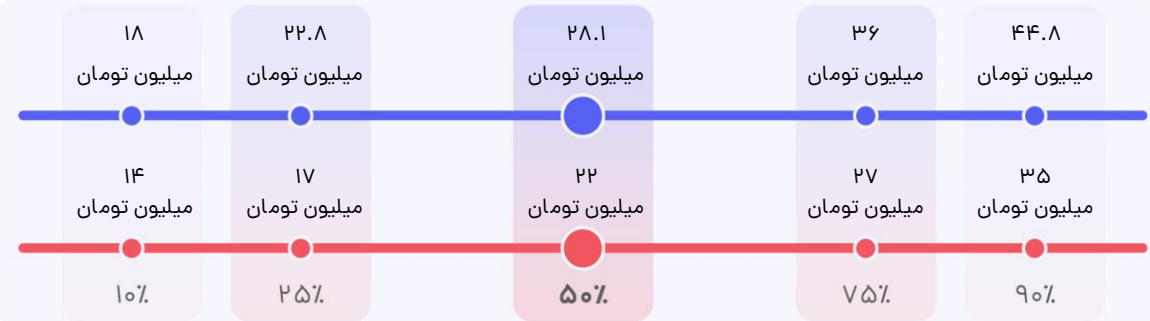 ۱۸ ۲۲.۸ ۲۸.۱ ۳۶ ۴۴.۸
میلیون تومان میلیون تومان میلیون تومان میلیون تومان میلیون تومان
۱۴ ۱۷ ۲۲ ۲۷ ۳۵
میلیون تومان میلیون تومان میلیون تومان میلیون تومان میلیون تومان
۱۰٪ ۲۵٪ ۵۰٪ ۷۵٪ ۹۰٪